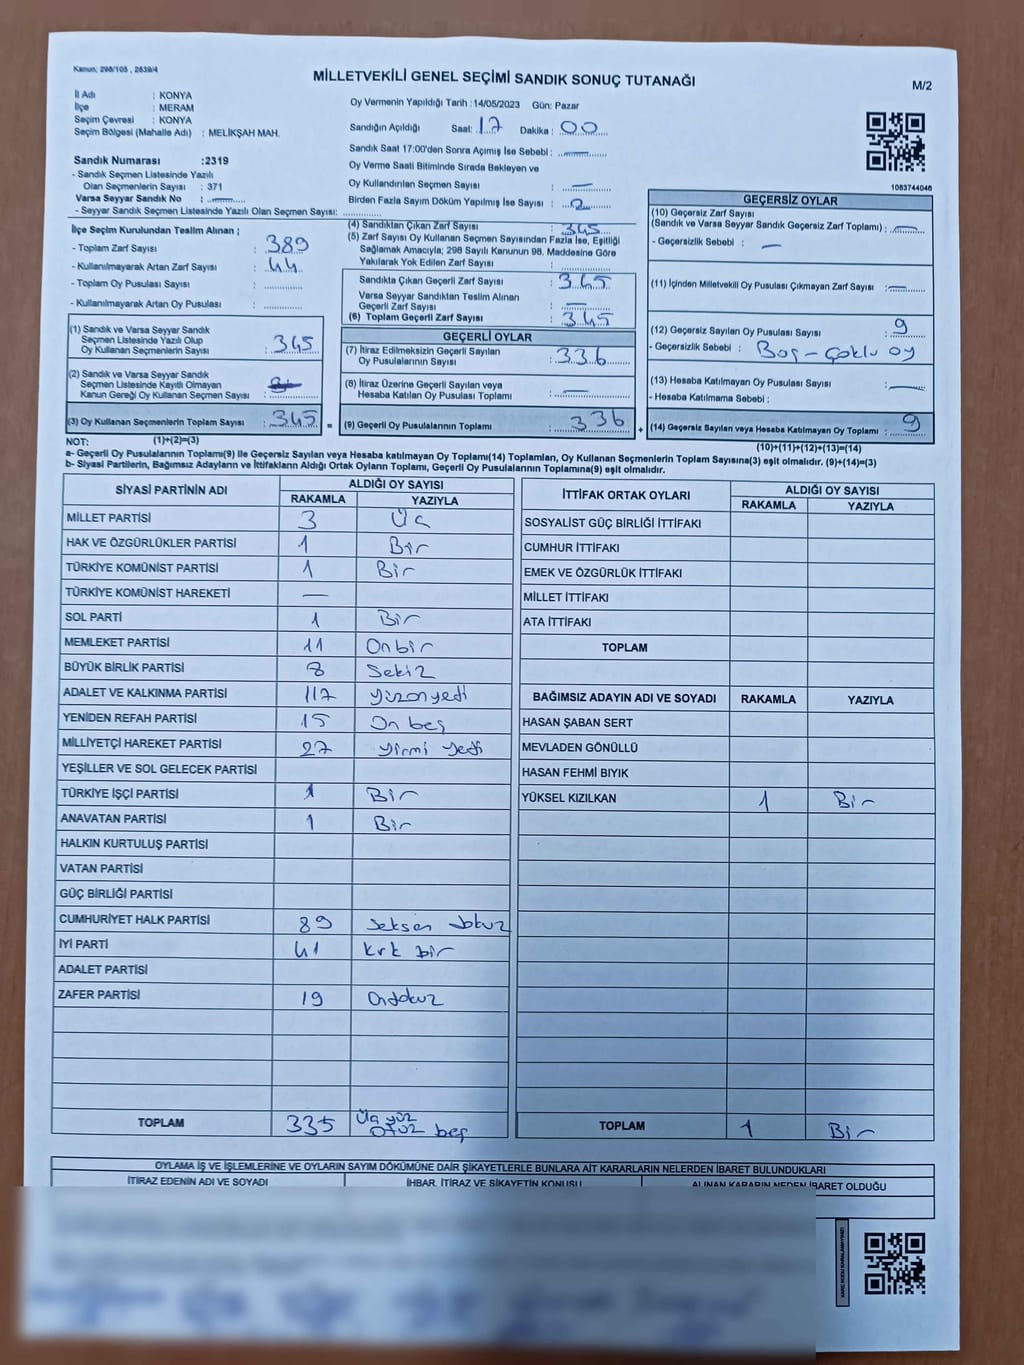 Kanun; 298/105 , 2839/4
MİLLETVEKİLİ GENEL SEÇİMİ SANDIK SONUÇ TUTANAĞI
M/2
İl Adı : KONYA
İlçe : MERAM
Seçim Çevresi : KONYA
Seçim Bölgesi (Mahalle Adı) : MELİKŞAH MAH.
Sandık Numarası :2319
- Sandık Seçmen Listesinde Yazılı
Olan Seçmenlerin Sayısı : 371
Varsa Seyyar Sandık No :
- Seyyar Sandık Seçmen Listesinde Yazılı Olan Seçmen Sayısı:
Oy Vermenin Yapıldığı Tarih :14/05/2023 Gün: Pazar
Sandığın Açıldığı Saat: 17 Dakika : 00
Sandık Saat 17:00'den Sonra Açımış İse Sebebi :
Oy Verme Saati Bitiminde Sırada Bekleyen ve
Oy Kullandırılan Seçmen Sayısı :
Birden Fazla Sayım Döküm Yapılmış İse Sayısı :
1083744046
İlçe Seçim Kurulundan Teslim Alınan ;
- Toplam Zarf Sayısı : 389
- Kullanılmayarak Artan Zarf Sayısı : 44
- Toplam Oy Pusulası Sayısı :
- Kullanılmayarak Artan Oy Pusulası :
(1) Sandık ve Varsa Seyyar Sandık
Seçmen Listesinde Yazılı Olup
Oy Kullanan Seçmenlerin Sayısı : 345
(2) Sandık ve Varsa Seyyar Sandık
Seçmen Listesinde Kayıtlı Olmayan
Kanun Gereği Oy Kullanan Seçmen Sayısı :
(3) Oy Kullanan Seçmenlerin Toplam Sayısı : 345 =
(4) Sandıktan Çıkan Zarf Sayısı : 345
(5) Zarf Sayısı Oy Kullanan Seçmen Sayısından Fazla İse, Eşitliği
Sağlamak Amacıyla; 298 Sayılı Kanunun 98. Maddesine Göre
Yakılarak Yok Edilen Zarf Sayısı :
Sandıkta Çıkan Geçerli Zarf Sayısı : 345
Varsa Seyyar Sandıktan Teslim Alınan
Geçerli Zarf Sayısı :
(6) Toplam Geçerli Zarf Sayısı : 345
GEÇERLİ OYLAR
(7) İtiraz Edilmeksizin Geçerli Sayılan
Oy Pusulalarının Sayısı : 336
(8) İtiraz Üzerine Geçerli Sayılan veya
Hesaba Katılan Oy Pusulası Toplamı :
(9) Geçerli Oy Pusulalarının Toplamı : 336 +
GEÇERSİZ OYLAR
(10) Geçersiz Zarf Sayısı
(Sandık ve Varsa Seyyar Sandık Geçersiz Zarf Toplamı) :
- Geçersizlik Sebebi :
(11) İçinden Milletvekili Oy Pusulası Çıkmayan Zarf Sayısı :
(12) Geçersiz Sayılan Oy Pusulası Sayısı : 9
- Geçersizlik Sebebi : Boş-Çoklu oy
(13) Hesaba Katılmayan Oy Pusulası Sayısı :
- Hesaba Katılmama Sebebi :
(14) Geçersiz Sayılan veya Hesaba Katılmayan Oy Toplamı : 9
NOT: (1)+(2)=(3) (10)+(11)+(12)+(13)=(14)
a- Geçerli Oy Pusulalarının Toplamı(9) ile Geçersiz Sayılan veya Hesaba katılmayan Oy Toplamı(14) Toplamları, Oy Kullanan Seçmenlerin Toplam Sayısına(3) eşit olmalıdır. (9)+(14)=(3)
b- Siyasi Partilerin, Bağımsız Adayların ve İttifakların Aldığı Ortak Oyların Toplamı, Geçerli Oy Pusulalarının Toplamına(9) eşit olmalıdır.
SİYASİ PARTİNİN ADI ALDIĞI OY SAYISI
RAKAMLA YAZIYLA
MİLLET PARTİSİ 3 Üç
HAK VE ÖZGÜRLÜKLER PARTİSİ 1 Bir
TÜRKİYE KOMÜNİST PARTİSİ 1 Bir
TÜRKİYE KOMÜNİST HAREKETİ —
SOL PARTİ 1 Bir
MEMLEKET PARTİSİ 11 Onbir
BÜYÜK BİRLİK PARTİSİ 8 Sekiz
ADALET VE KALKINMA PARTİSİ 117 yüzonyedi
YENİDEN REFAH PARTİSİ 15 On beş
MİLLİYETÇİ HAREKET PARTİSİ 27 yirmi yedi
YEŞİLLER VE SOL GELECEK PARTİSİ
TÜRKİYE İŞÇİ PARTİSİ 1 Bir
ANAVATAN PARTİSİ 1 Bir
HALKIN KURTULUŞ PARTİSİ
VATAN PARTİSİ
GÜÇ BİRLİĞİ PARTİSİ
CUMHURİYET HALK PARTİSİ 89 Seksen dokuz
İYİ PARTİ 41 kırk bir
ADALET PARTİSİ
ZAFER PARTİSİ 19 Ondokuz
TOPLAM 335 Üç yüz otuz beş
İTTİFAK ORTAK OYLARI ALDIĞI OY SAYISI
RAKAMLA YAZIYLA
SOSYALİST GÜÇ BİRLİĞİ İTTİFAKI
CUMHUR İTTİFAKI
EMEK VE ÖZGÜRLÜK İTTİFAKI
MİLLET İTTİFAKI
ATA İTTİFAKI
TOPLAM
BAĞIMSIZ ADAYIN ADI VE SOYADI RAKAMLA YAZIYLA
HASAN ŞABAN SERT
MEVLADEN GÖNÜLLÜ
HASAN FEHMİ BIYIK
YÜKSEL KIZILKAN 1 Bir
TOPLAM 1 Bir
OYLAMA İŞ VE İŞLEMLERİNE VE OYLARIN SAYIM DÖKÜMÜNE DAİR ŞİKAYETLERLE BUNLARA AİT KARARLARIN NELERDEN İBARET BULUNDUKLARI
İTİRAZ EDENİN ADI VE SOYADI İHBAR, İTİRAZ VE ŞİKAYETİN KONUSU ALINAN KARARIN NEDEN İBARET OLDUĞU